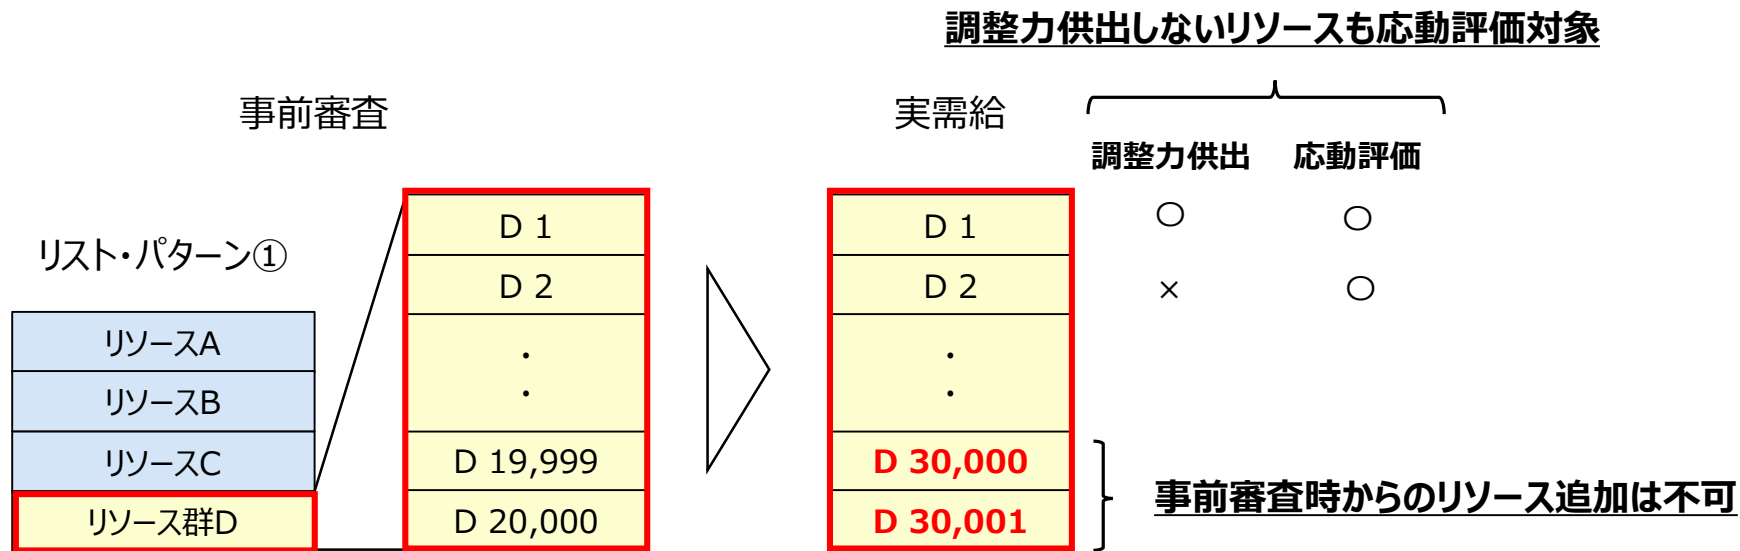 調整力供出しないリソースも応動評価対象
事前審査
実需給
調整力供出 応動評価
リスト・パターン①
リソースA
リソースB
リソースC
リソース群D
D 1
D 2
・
・
D 19,999
D 20,000
D 1
D 2
・
・
D 30,000
D 30,001
〇 〇
× 〇
事前審査時からのリソース追加は不可